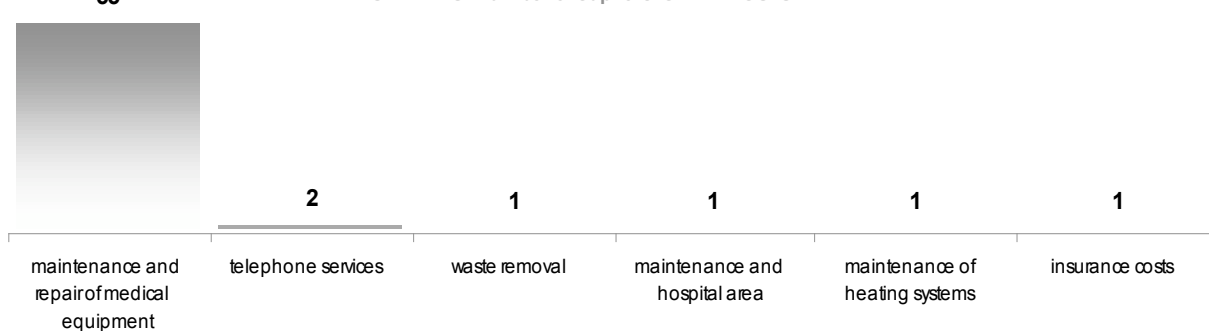 2
1
1
1
1
maintenance and
repair of medical
equipment
telephone services
waste removal
maintenance and
hospital area
maintenance of
heating systems
insurance costs